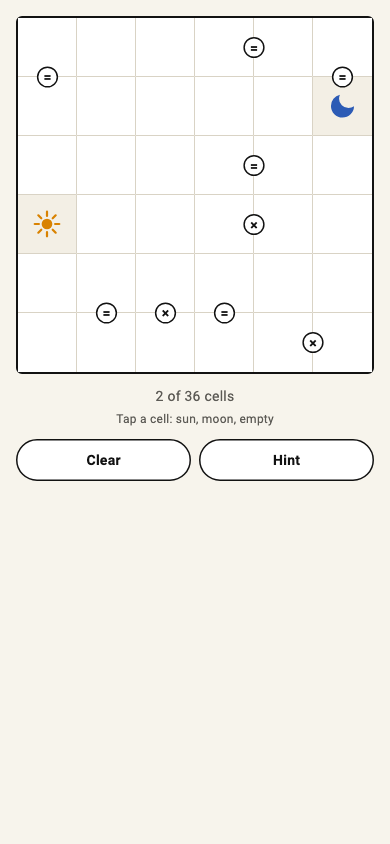 =
= =
=
×
= × =
×
2 of 36 cells
Tap a cell: sun, moon, empty
Clear Hint